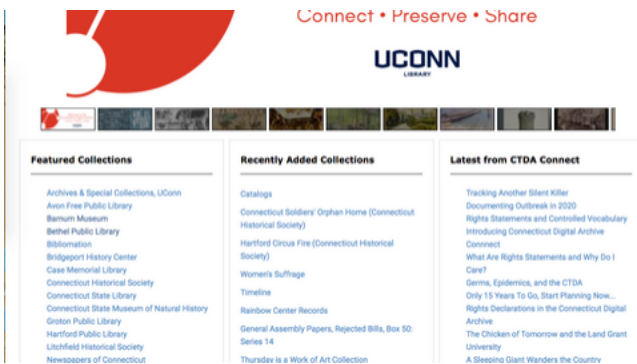 Connect • Preserve • Share
UCONN
LIBRARY
Featured Collections
Archives & Special Collections, UConn
Avon Free Public Library
Barnum Museum
Bethel Public Library
Bibliomation
Bridgeport History Center
Case Memorial Library
Connecticut Historical Society
Connecticut State Library
Connecticut State Museum of Natural History
Groton Public Library
Hartford Public Library
Litchfield Historical Society
Newspapers of Connecticut
Recently Added Collections
Catalogs
Connecticut Soldiers' Orphan Home (Connecticut
Historical Society)
Hartford Circus Fire (Connecticut Historical
Society)
Women's Suffrage
Timeline
Rainbow Center Records
General Assembly Papers, Rejected Bills, Box 50:
Series 14
Thursday is a Work of Art Collection
Latest from CTDA Connect
Tracking Another Silent Killer
Documenting Outbreak in 2020
Rights Statements and Controlled Vocabulary
Introducing Connecticut Digital Archive
Connnect
What Are Rights Statements and Why Do I
Care?
Germs, Epidemics, and the CTDA
Only 15 Years To Go, Start Planning Now...
Rights Declarations in the Connecticut Digital
Archive
The Chicken of Tomorrow and the Land Grant
University
A Sleeping Giant Wanders the Country